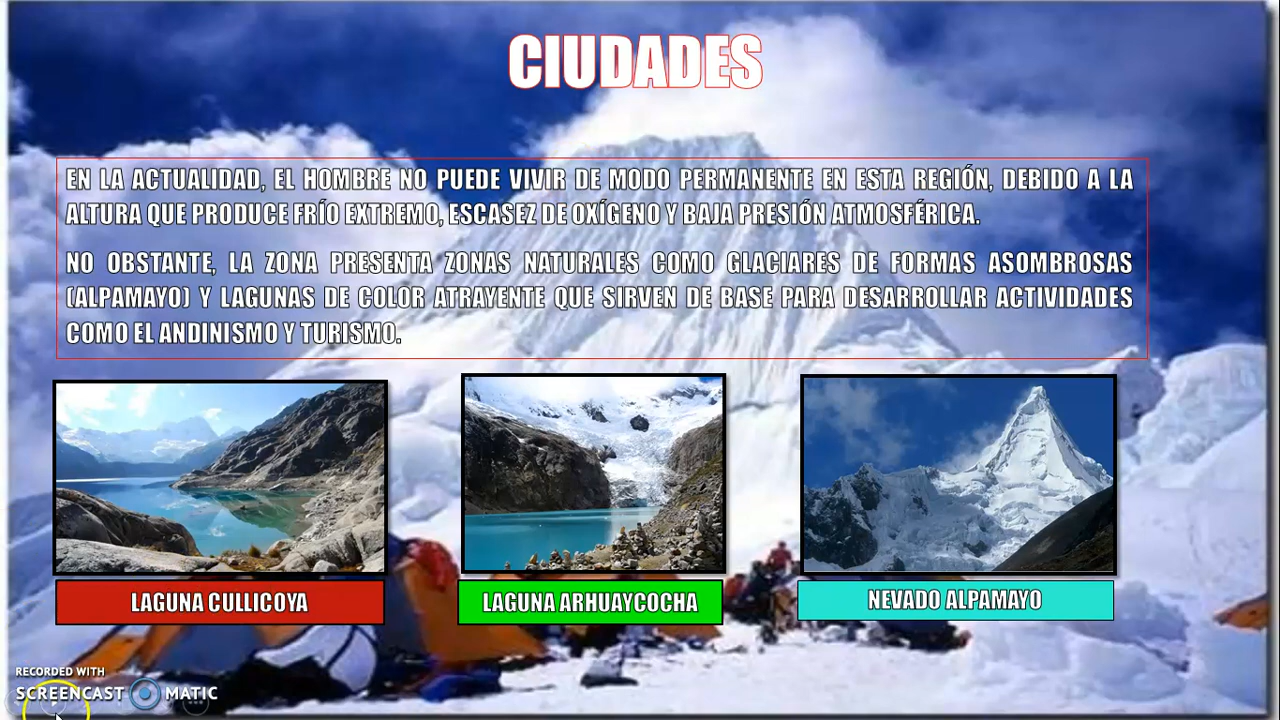 CIUDADES
EN LA ACTUALIDAD, EL HOMBRE NO PUEDE VIVIR DE MODO PERMANENTE EN ESTA REGIÓN, DEBIDO A LA
ALTURA QUE PRODUCE FRÍO EXTREMO, ESCASEZ DE OXÍGENO Y BAJA PRESIÓN ATMOSFÉRICA.
NO OBSTANTE, LA ZONA PRESENTA ZONAS NATURALES COMO GLACIARES DE FORMAS ASOMBROSAS
(ALPAMAYO) Y LAGUNAS DE COLOR ATRAYENTE QUE SIRVEN DE BASE PARA DESARROLLAR ACTIVIDADES
COMO EL ANDINISMO Y TURISMO.
LAGUNA CULLICOYA
LAGUNA ARHUAYCOCHA
NEVADO ALPAMAYO
RECORDED WITH
SCREENCAST MATIC